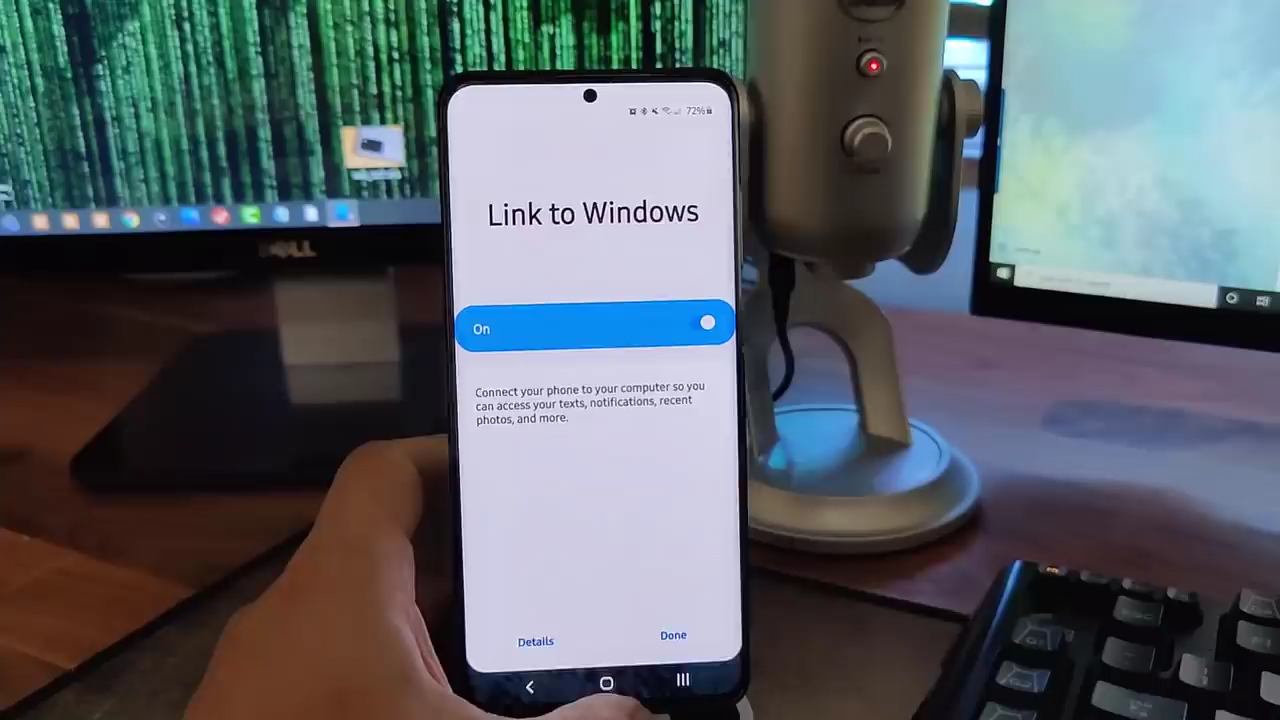 72%
Link to Windows
On
Connect your phone to your computer so you
can access your texts, notifications, recent
photos, and more.
Details
Done
DELL